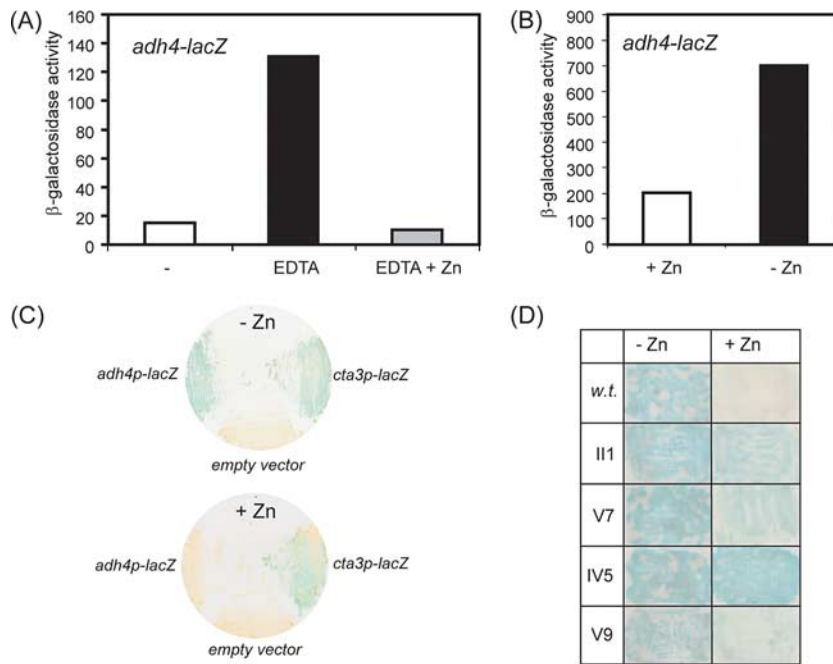 (A)
adh4-lacZ
β-galactosidase activity
160
140
120
100
80
60
40
20
0
-
EDTA
EDTA + Zn
(B)
adh4-lacZ
β-galactosidase activity
900
800
700
600
500
400
300
200
100
0
+ Zn
- Zn
(C)
- Zn
adh4p-lacZ
cta3p-lacZ
empty vector
+ Zn
adh4p-lacZ
cta3p-lacZ
empty vector
(D)
- Zn
+ Zn
w.t.
II1
V7
IV5
V9